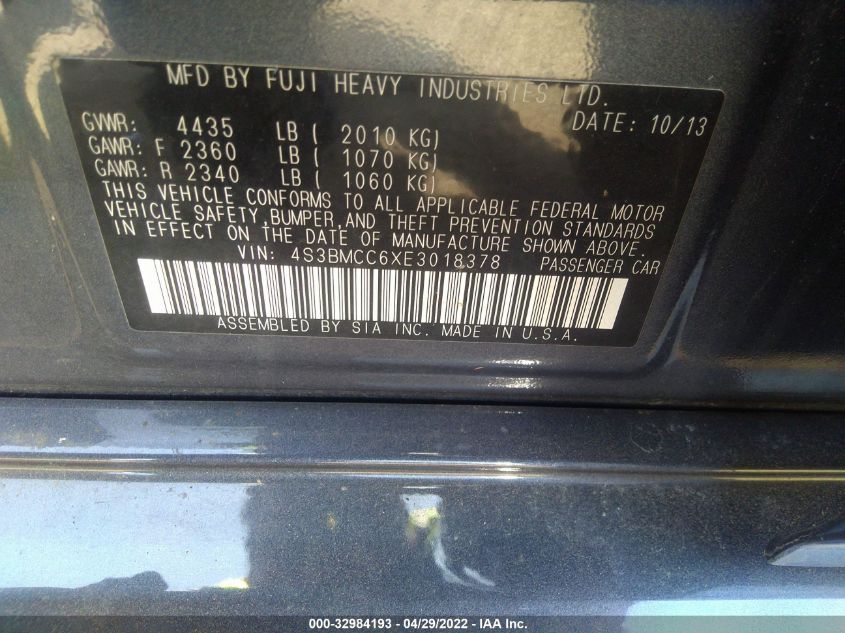 MFD BY FUJI HEAVY INDUSTRIES LTD.
DATE: 10/13
GVWR: 4435 LB ( 2010 KG)
GAWR: F 2360 LB ( 1070 KG)
GAWR: R 2340 LB ( 1060 KG)
THIS VEHICLE CONFORMS TO ALL APPLICABLE FEDERAL MOTOR
VEHICLE SAFETY,BUMPER,AND THEFT PREVENTION STANDARDS
IN EFFECT ON THE DATE OF MANUFACTURE SHOWN ABOVE.
VIN: 4S3BMCC6XE3018378 PASSENGER CAR
ASSEMBLED BY SIA INC. MADE IN U.S.A.
000-32984193 - 04/29/2022 - IAA Inc.